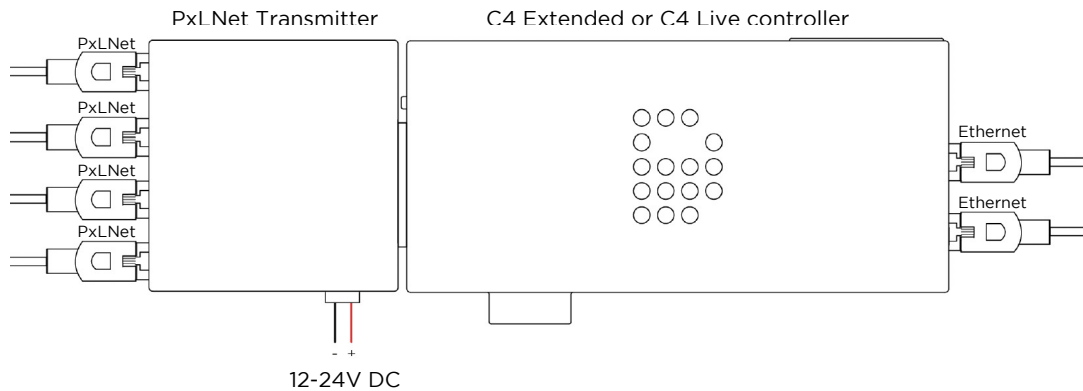 PxLNet Transmitter
C4 Extended or C4 Live controller
PxLNet
PxLNet
PxLNet
PxLNet
Ethernet
Ethernet
- +
12-24V DC